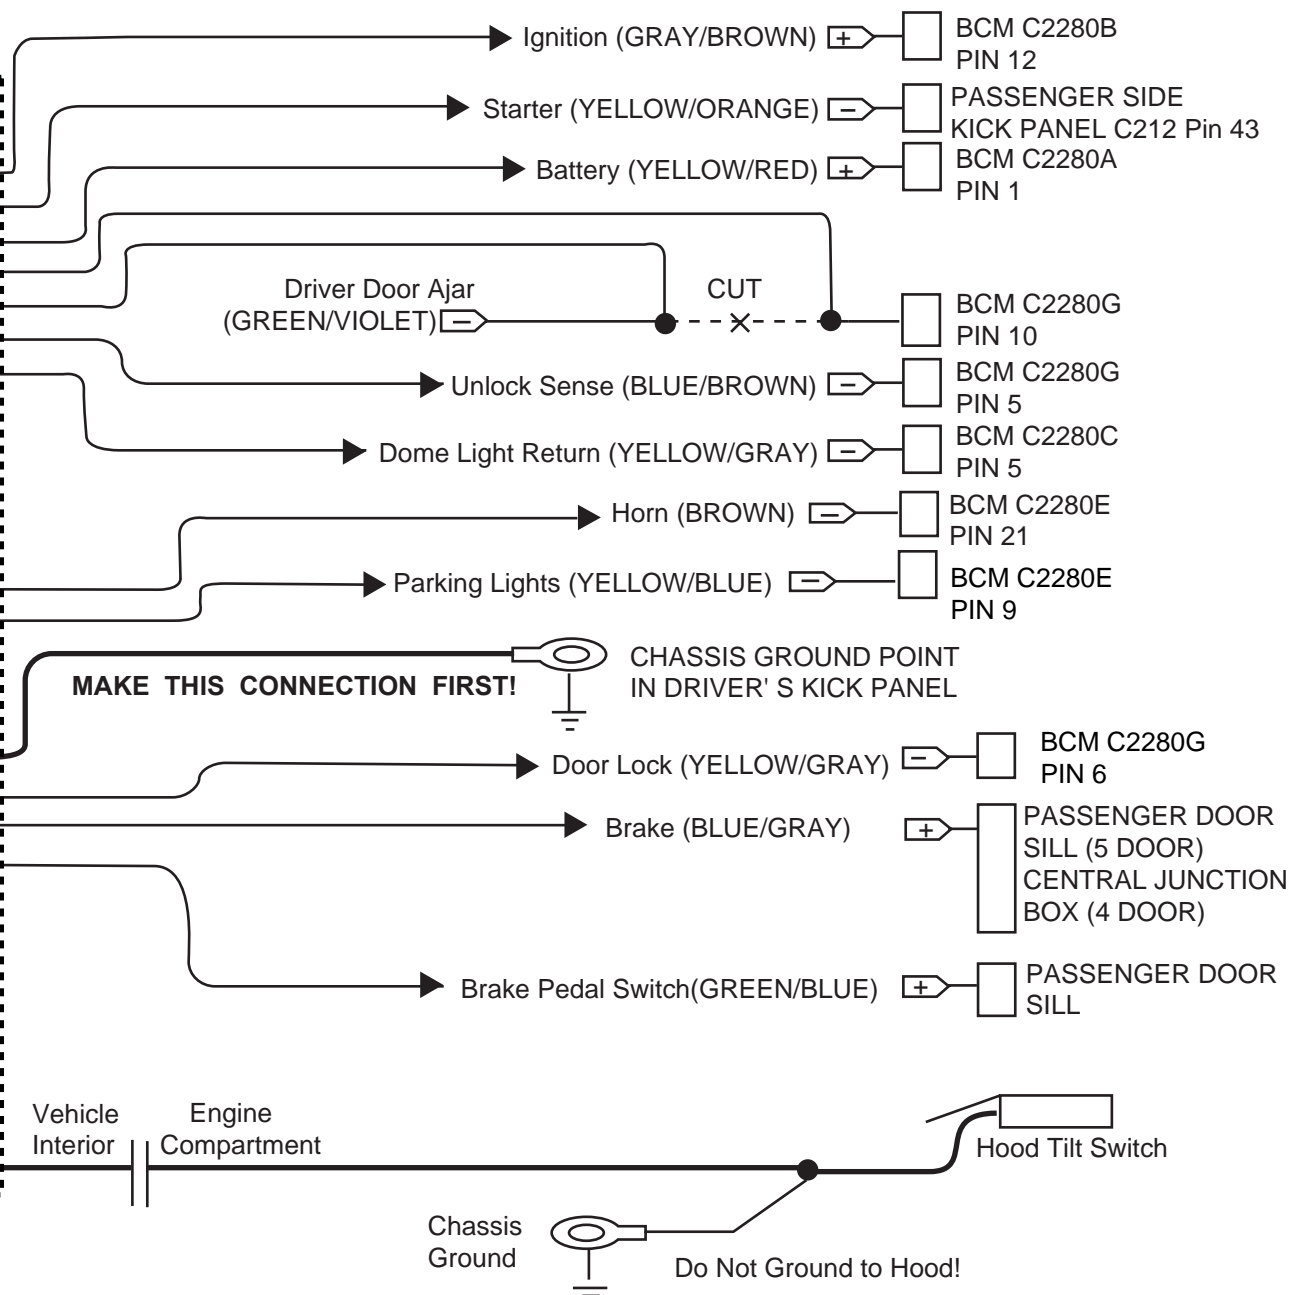 Ignition (GRAY/BROWN) + BCM C2280B
PIN 12
Starter (YELLOW/ORANGE) − PASSENGER SIDE
KICK PANEL C212 Pin 43
Battery (YELLOW/RED) + BCM C2280A
PIN 1
Driver Door Ajar
(GREEN/VIOLET) −
CUT
BCM C2280G
PIN 10
Unlock Sense (BLUE/BROWN) − BCM C2280G
PIN 5
Dome Light Return (YELLOW/GRAY) − BCM C2280C
PIN 5
Horn (BROWN) − BCM C2280E
PIN 21
Parking Lights (YELLOW/BLUE) − BCM C2280E
PIN 9
MAKE THIS CONNECTION FIRST!
CHASSIS GROUND POINT
IN DRIVER' S KICK PANEL
Door Lock (YELLOW/GRAY) − BCM C2280G
PIN 6
Brake (BLUE/GRAY) + PASSENGER DOOR
SILL (5 DOOR)
CENTRAL JUNCTION
BOX (4 DOOR)
Brake Pedal Switch(GREEN/BLUE) + PASSENGER DOOR
SILL
Vehicle
Interior
Engine
Compartment
Hood Tilt Switch
Chassis
Ground
Do Not Ground to Hood!